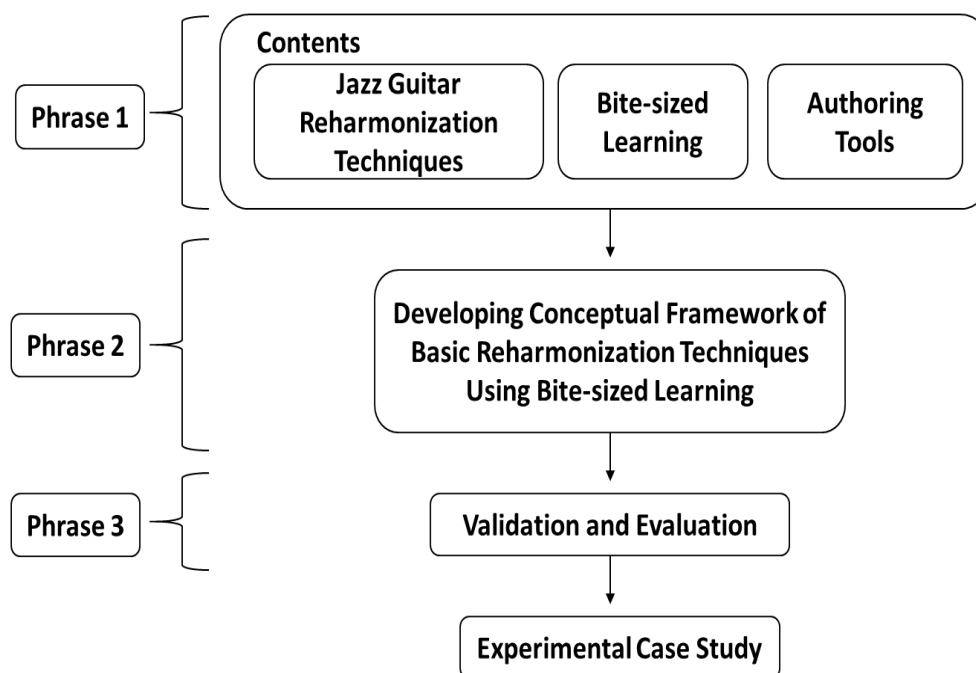 Contents
Phrase 1
Jazz Guitar
Reharmonization
Techniques
Bite-sized
Learning
Authoring
Tools
Phrase 2
Developing Conceptual Framework of
Basic Reharmonization Techniques
Using Bite-sized Learning
Phrase 3
Validation and Evaluation
Experimental Case Study